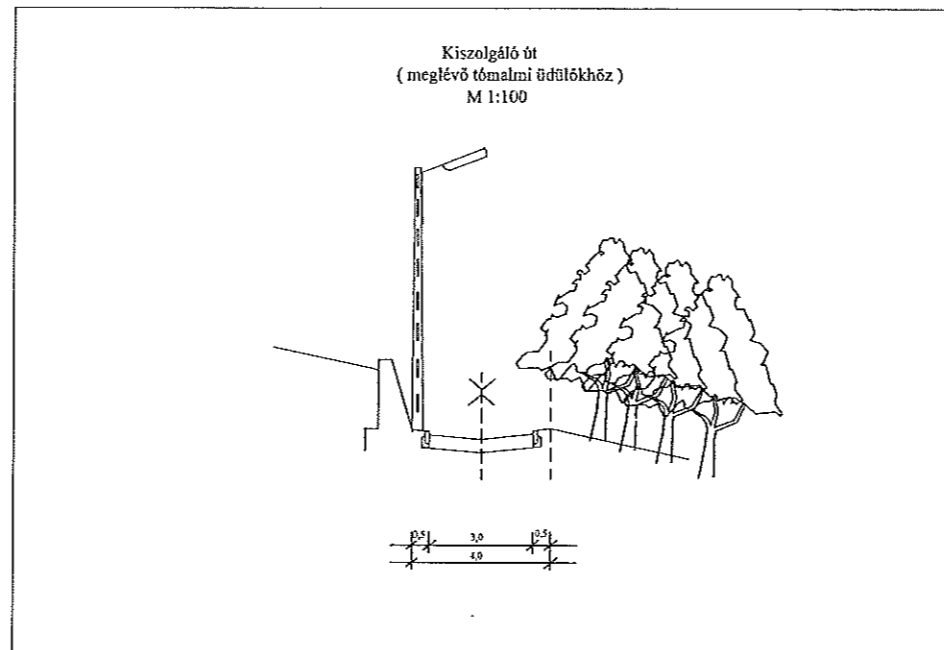 Kiszolgáló út
( meglévő tómalmi üdülőkhöz )
M 1:100
0,5 3,0 0,5
4,0